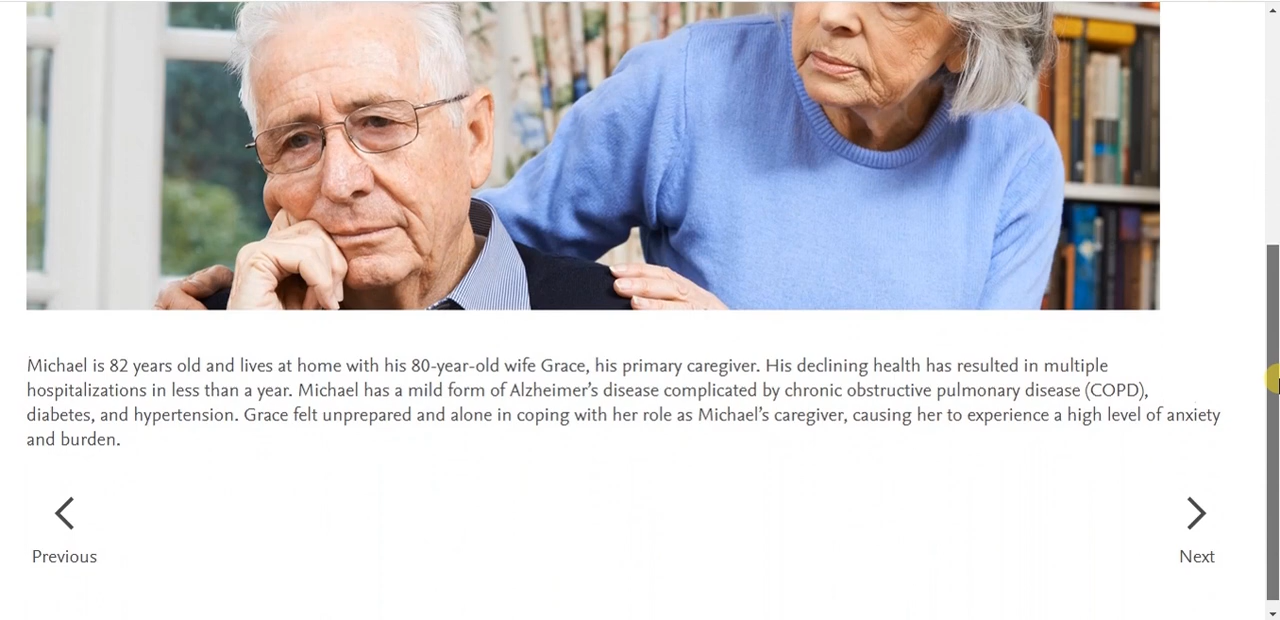 Michael is 82 years old and lives at home with his 80-year-old wife Grace, his primary caregiver. His declining health has resulted in multiple
hospitalizations in less than a year. Michael has a mild form of Alzheimer’s disease complicated by chronic obstructive pulmonary disease (COPD),
diabetes, and hypertension. Grace felt unprepared and alone in coping with her role as Michael’s caregiver, causing her to experience a high level of anxiety
and burden.
Previous
Next